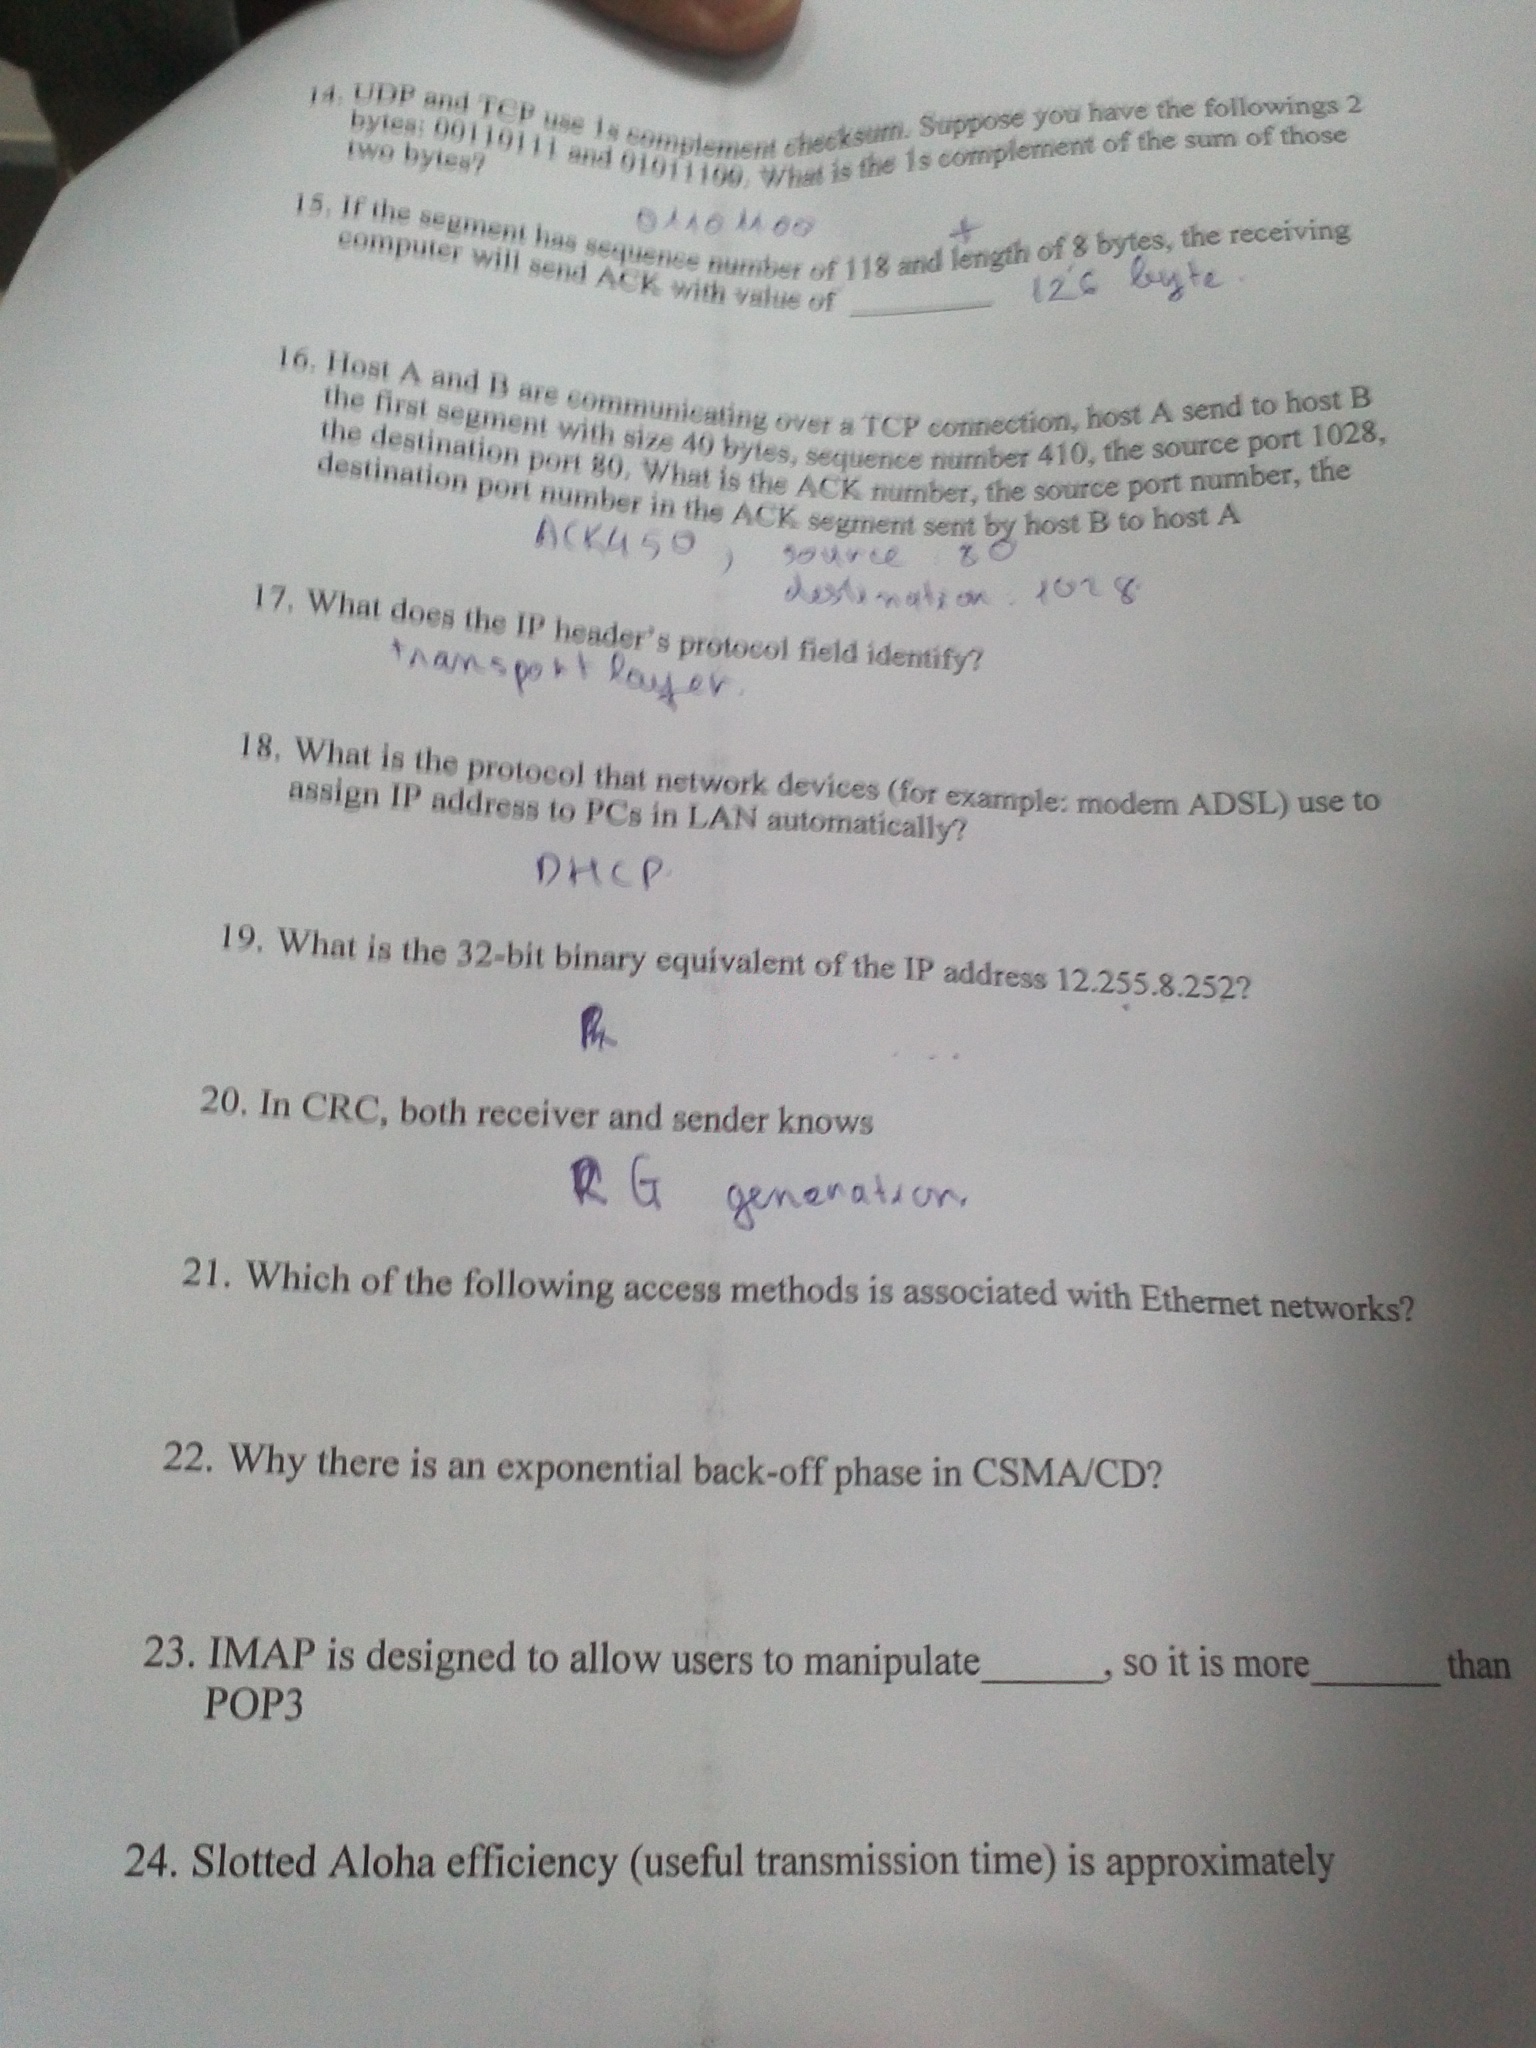 14. UDP and TCP use 1s complement checksum. Suppose you have the followings 2
bytes: 00110111 and 01011100. What is the 1s complement of the sum of those
two bytes?
01101100
15. If the segment has sequence number of 118 and length of 8 bytes, the receiving
+
computer will send ACK with value of ________
126 byte.
16. Host A and B are communicating over a TCP connection, host A send to host B
the first segment with size 40 bytes, sequence number 410, the source port 1028,
the destination port 80. What is the ACK number, the source port number, the
destination port number in the ACK segment sent by host B to host A
ACK450, source 80
destination. 1028
17. What does the IP header's protocol field identify?
transport layer.
18. What is the protocol that network devices (for example: modem ADSL) use to
assign IP address to PCs in LAN automatically?
DHCP
19. What is the 32-bit binary equivalent of the IP address 12.255.8.252?
20. In CRC, both receiver and sender knows
G generation.
21. Which of the following access methods is associated with Ethernet networks?
22. Why there is an exponential back-off phase in CSMA/CD?
23. IMAP is designed to allow users to manipulate______, so it is more______ than
POP3
24. Slotted Aloha efficiency (useful transmission time) is approximately